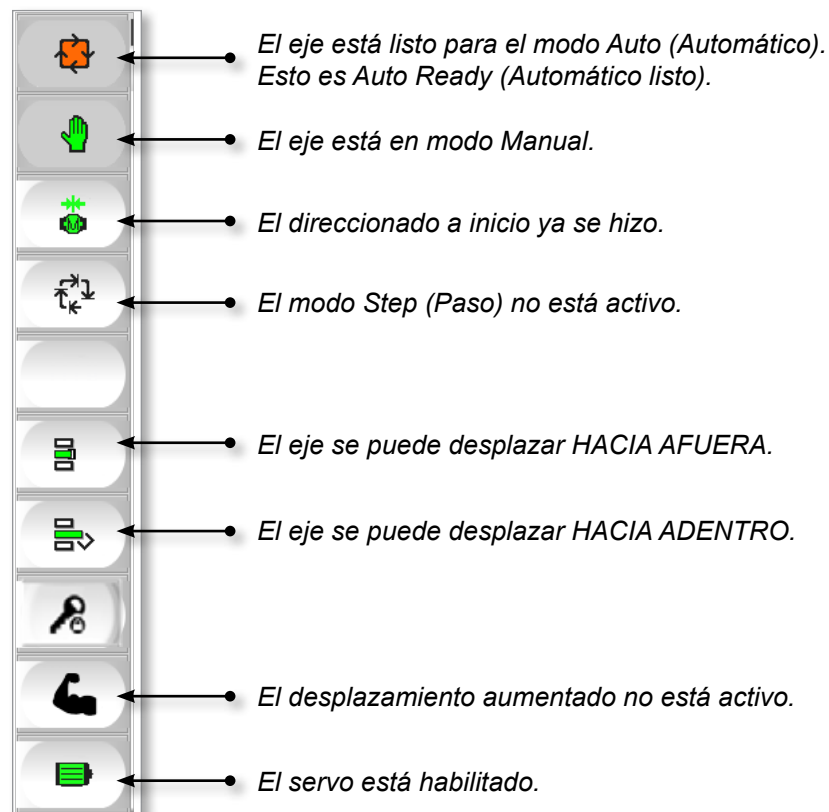 El eje está listo para el modo Auto (Automático).
Esto es Auto Ready (Automático listo).
El eje está en modo Manual.
El direccionado a inicio ya se hizo.
El modo Step (Paso) no está activo.
El eje se puede desplazar HACIA AFUERA.
El eje se puede desplazar HACIA ADENTRO.
El desplazamiento aumentado no está activo.
El servo está habilitado.